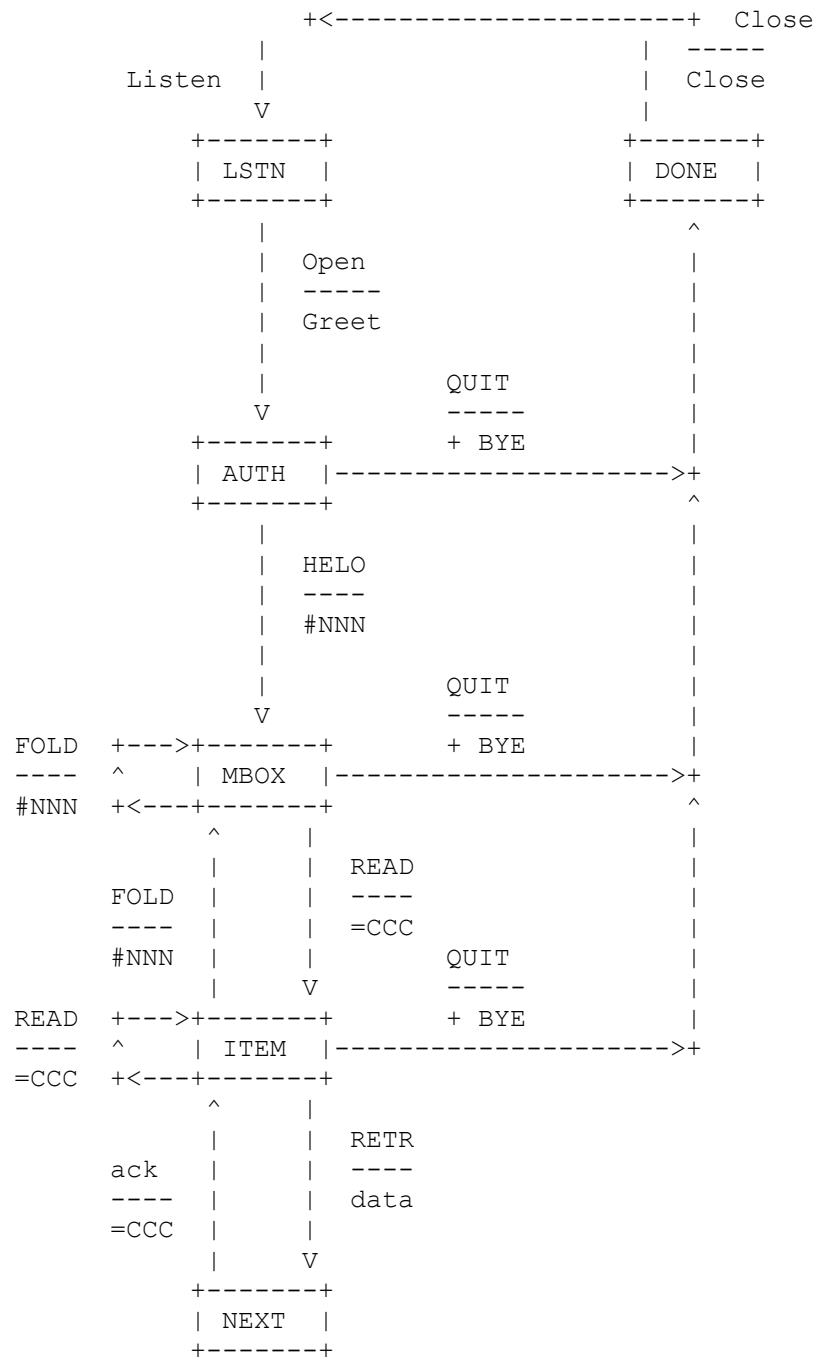 Close
-----
Listen Close
LSTN DONE
Open
-----
Greet
QUIT
-----
+ BYE
AUTH
HELO
----
#NNN
QUIT
-----
FOLD + BYE
---- MBOX
#NNN
READ
FOLD ----
---- =CCC
#NNN QUIT
-----
READ + BYE
---- ITEM
=CCC
RETR
ack ----
---- data
=CCC
NEXT